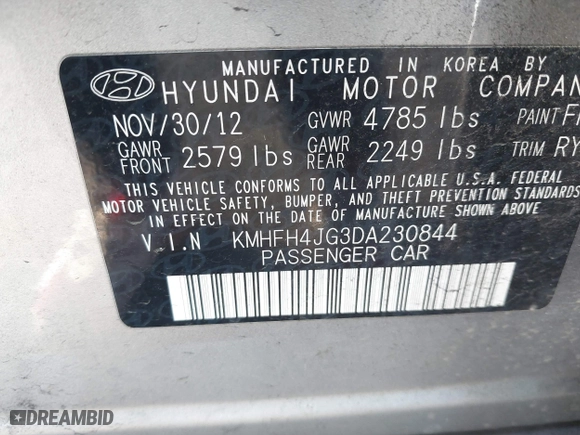 MANUFACTURED IN KOREA BY
HYUNDAI MOTOR COMPAN
NOV/30/12 GVWR 4785 lbs PAINT
GAWR FRONT 2579 lbs GAWR REAR 2249 lbs TRIM RY
THIS VEHICLE CONFORMS TO ALL APPLICABLE U.S.A. FEDERAL
MOTOR VEHICLE SAFETY, BUMPER, AND THEFT PREVENTION STANDARDS
IN EFFECT ON THE DATE OF MANUFACTURE SHOWN ABOVE.
V.I.N KMHFH4JG3DA230844
PASSENGER CAR
DREAMBID